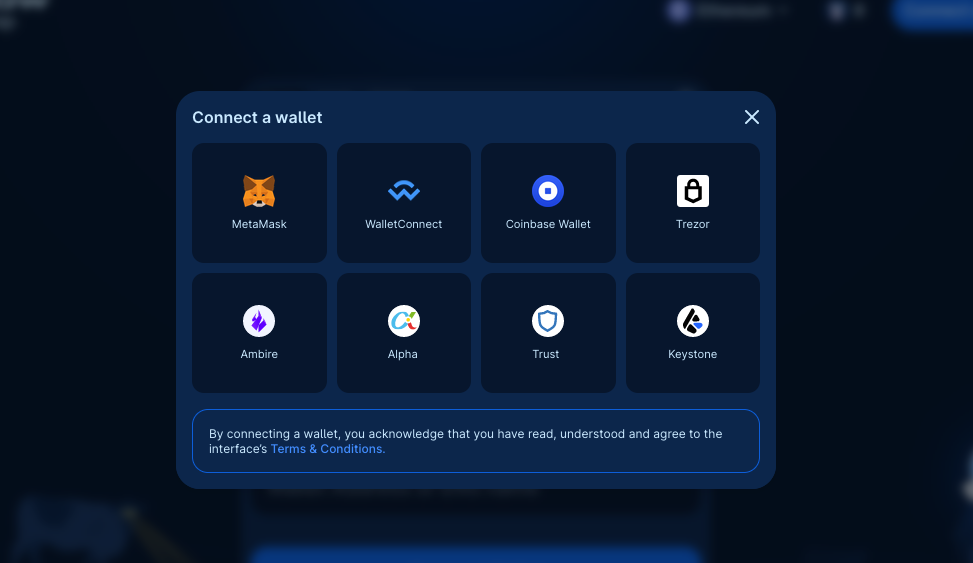 Connect a wallet
MetaMask
WalletConnect
Coinbase Wallet
Trezor
Ambire
Alpha
Trust
Keystone
By connecting a wallet, you acknowledge that you have read, understood and agree to the
interface's Terms & Conditions.